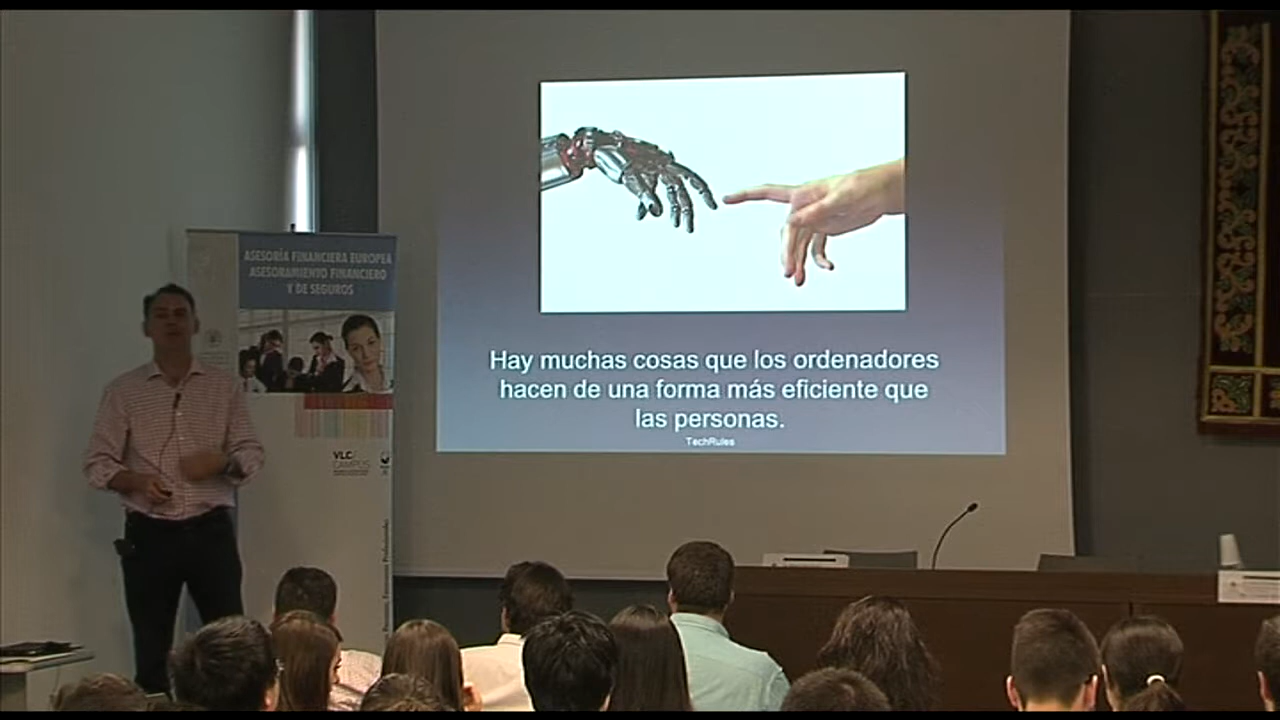 ASESORÍA FINANCIERA EUROPEA
ASESORAMIENTO FINANCIERO
Y DE SEGUROS
VLC/
CAMPUS
Hay muchas cosas que los ordenadores
hacen de una forma más eficiente que
las personas.
TechRules